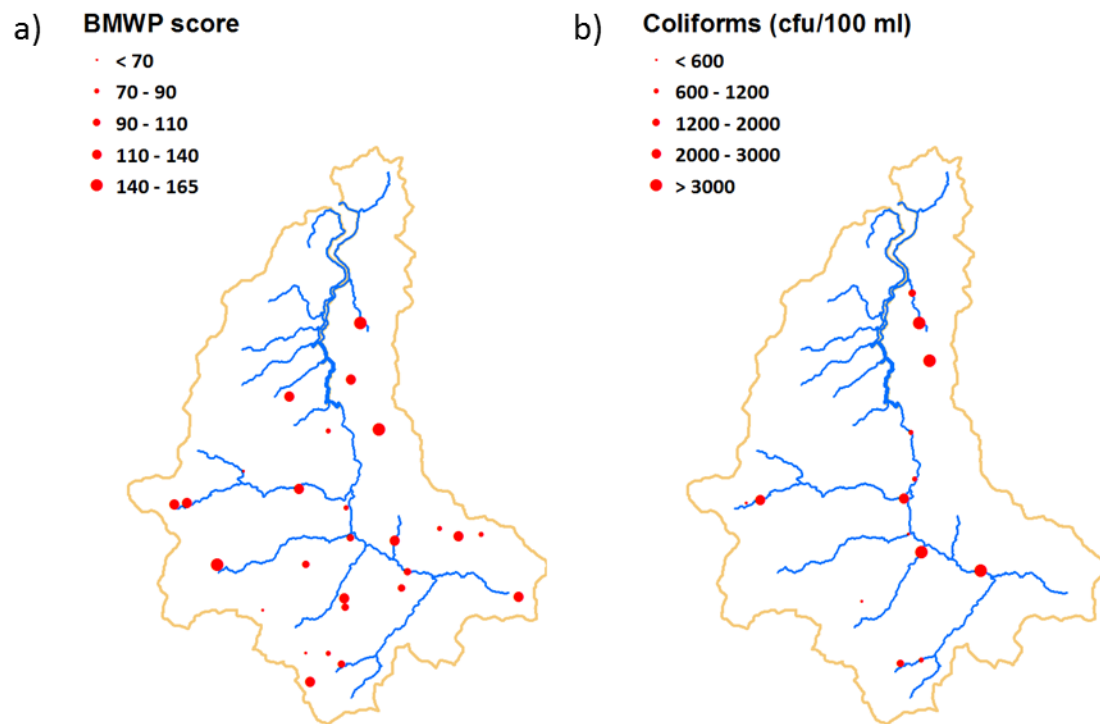 a) BMWP score
< 70
70 - 90
90 - 110
110 - 140
140 - 165
b) Coliforms (cfu/100 ml)
< 600
600 - 1200
1200 - 2000
2000 - 3000
> 3000